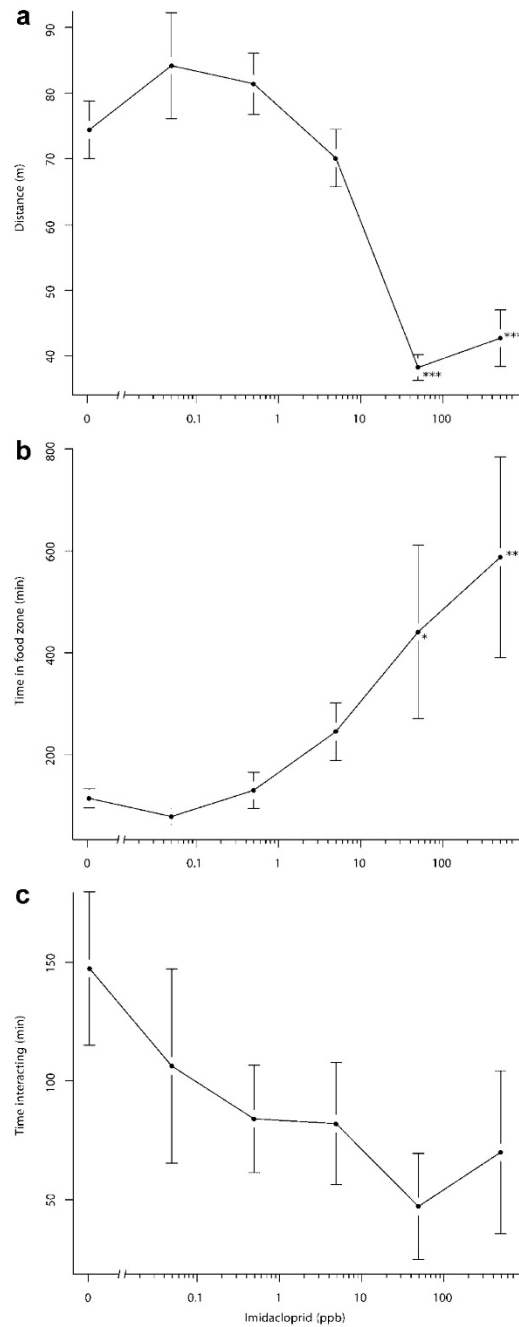 a
90
80
70
60
50
40
Distance (m)
***
***
0 0.1 1 10 100
b
800
600
400
200
Time in food zone (min)
*
**
0 0.1 1 10 100
c
150
100
50
Time interacting (min)
0 0.1 1 10 100
Imidacloprid (ppb)